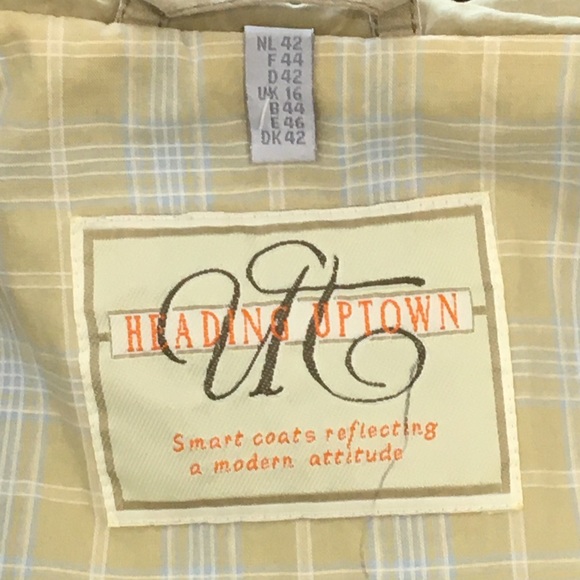 NL 42
F 44
D 42
UK 16
B 44
E 46
DK 42
HEADING UPTOWN
Ut
Smart coats reflecting
a modern attitude